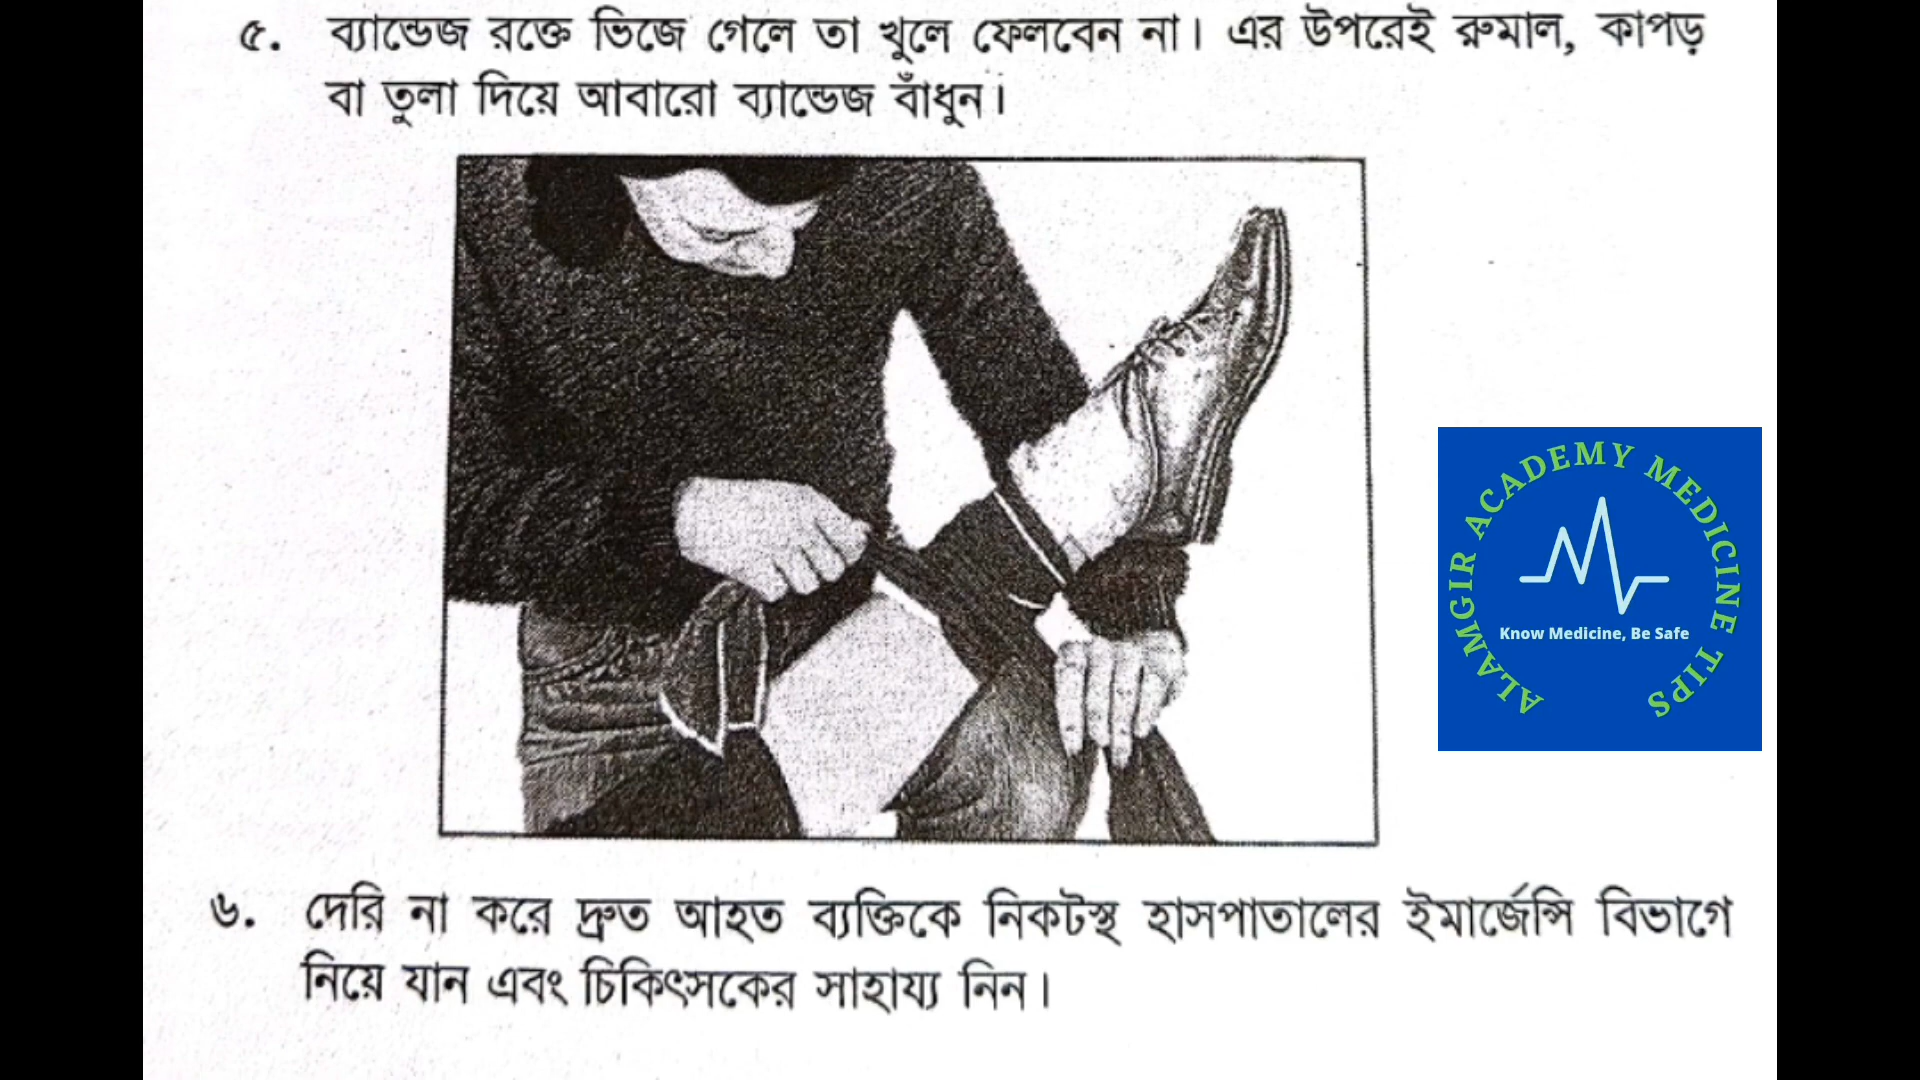 ৫. ব্যান্ডেজ রক্তে ভিজে গেলে তা খুলে ফেলবেন না। এর উপরেই রুমাল, কাপড়
বা তুলা দিয়ে আবারো ব্যান্ডেজ বাঁধুন।
ALAMGIR ACADEMY MEDICINE TIPS
Know Medicine, Be Safe
৬. দেরি না করে দ্রুত আহত ব্যক্তিকে নিকটস্থ হাসপাতালের ইমার্জেন্সি বিভাগে
নিয়ে যান এবং চিকিৎসকের সাহায্য নিন।